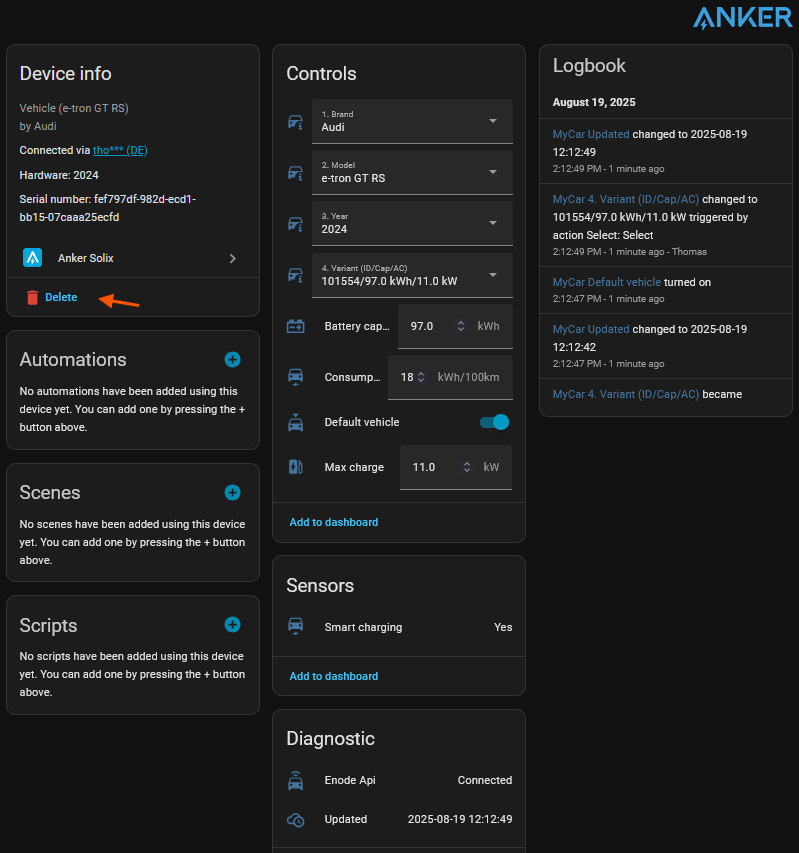 ANKER
Device info
Vehicle (e-tron GT RS)
by Audi
Connected via tho*** (DE)
Hardware: 2024
Serial number: fef797df-982d-ecd1-
bb15-07caaa25ecfd
Anker Solix
Delete
Automations
No automations have been added using this
device yet. You can add one by pressing the +
button above.
Scenes
No scenes have been added using this device
yet. You can add one by pressing the + button
above.
Scripts
No scripts have been added using this device
yet. You can add one by pressing the + button
above.
Controls
1. Brand
Audi
2. Model
e-tron GT RS
3. Year
2024
4. Variant (ID/Cap/AC)
101554/97.0 kWh/11.0 kW
Battery cap... 97.0 kWh
Consump... 18 kWh/100km
Default vehicle
Max charge 11.0 kW
Add to dashboard
Sensors
Smart charging Yes
Add to dashboard
Diagnostic
Enode Api Connected
Updated 2025-08-19 12:12:49
Logbook
August 19, 2025
MyCar Updated changed to 2025-08-19
12:12:49
2:12:49 PM - 1 minute ago
MyCar 4. Variant (ID/Cap/AC) changed to
101554/97.0 kWh/11.0 kW triggered by
action Select: Select
2:12:49 PM - 1 minute ago - Thomas
MyCar Default vehicle turned on
2:12:47 PM - 1 minute ago
MyCar Updated changed to 2025-08-19
12:12:42
2:12:47 PM - 1 minute ago
MyCar 4. Variant (ID/Cap/AC) became